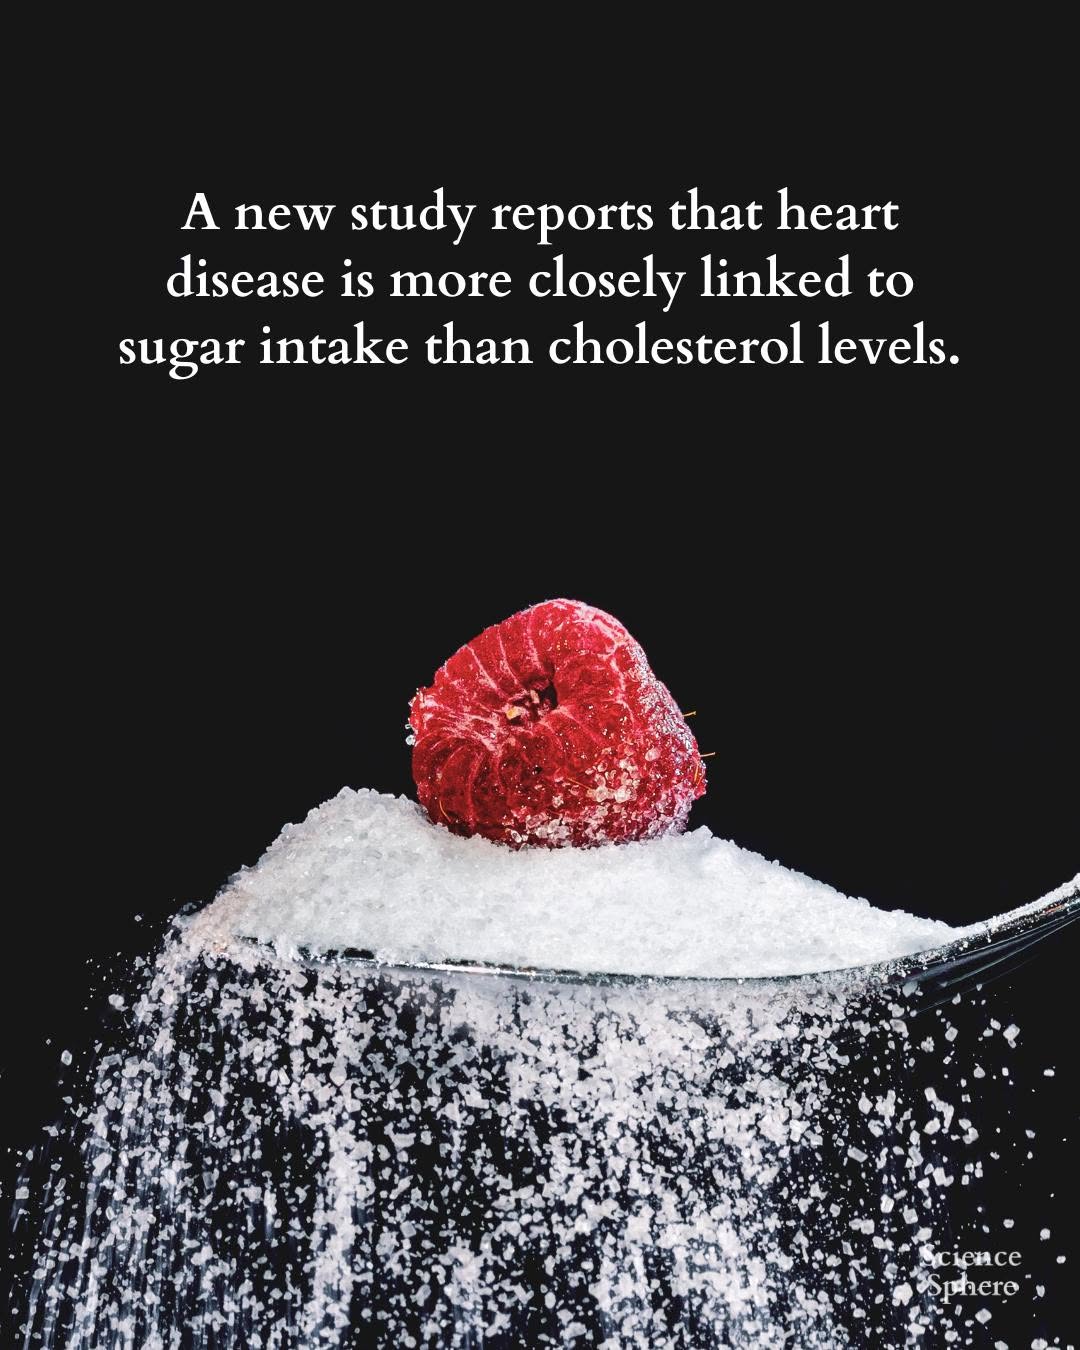 A new study reports that heart
disease is more closely linked to
sugar intake than cholesterol levels.
Science
Sphere